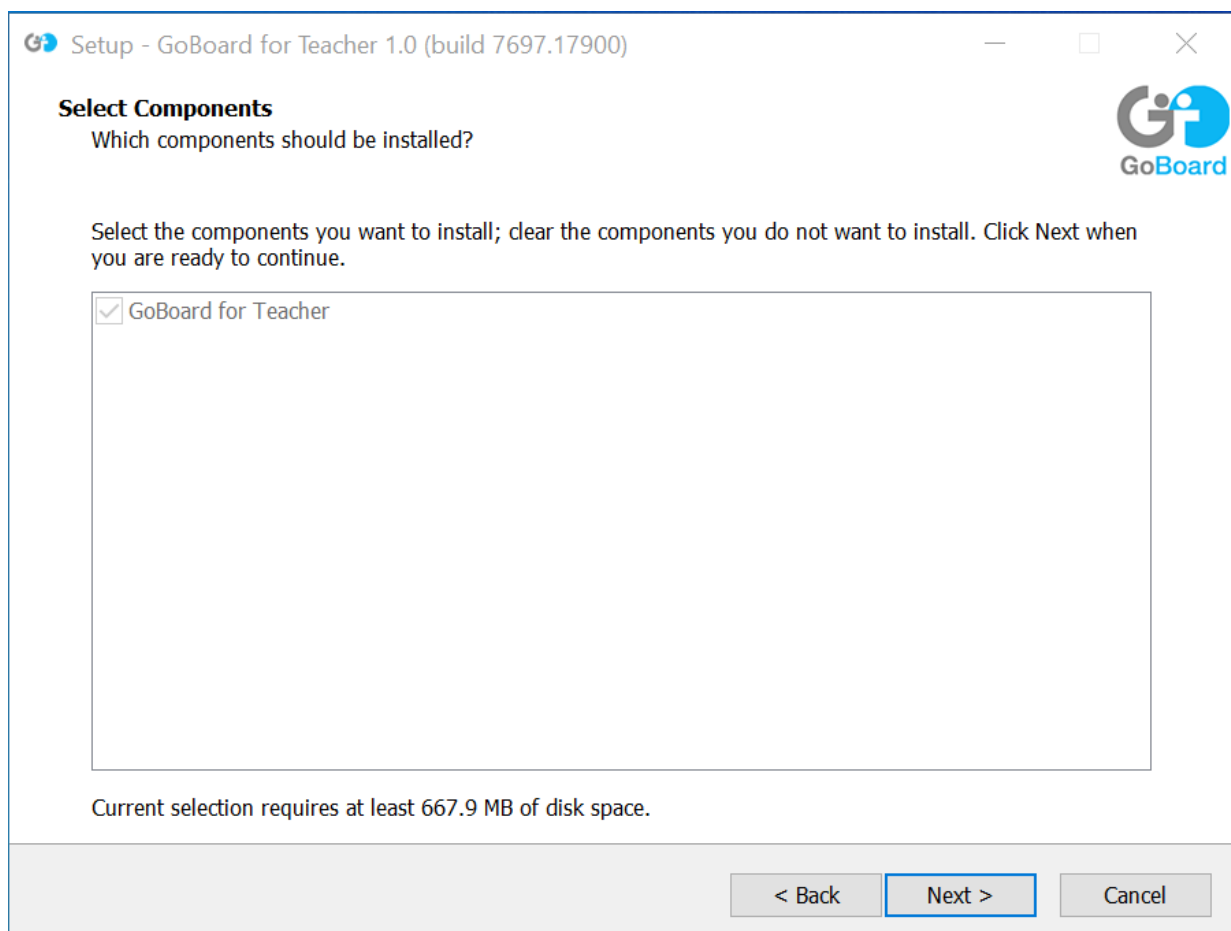 Setup - GoBoard for Teacher 1.0 (build 7697.17900)
Select Components
Which components should be installed?
GoBoard
Select the components you want to install; clear the components you do not want to install. Click Next when
you are ready to continue.
GoBoard for Teacher
Current selection requires at least 667.9 MB of disk space.
< Back Next > Cancel